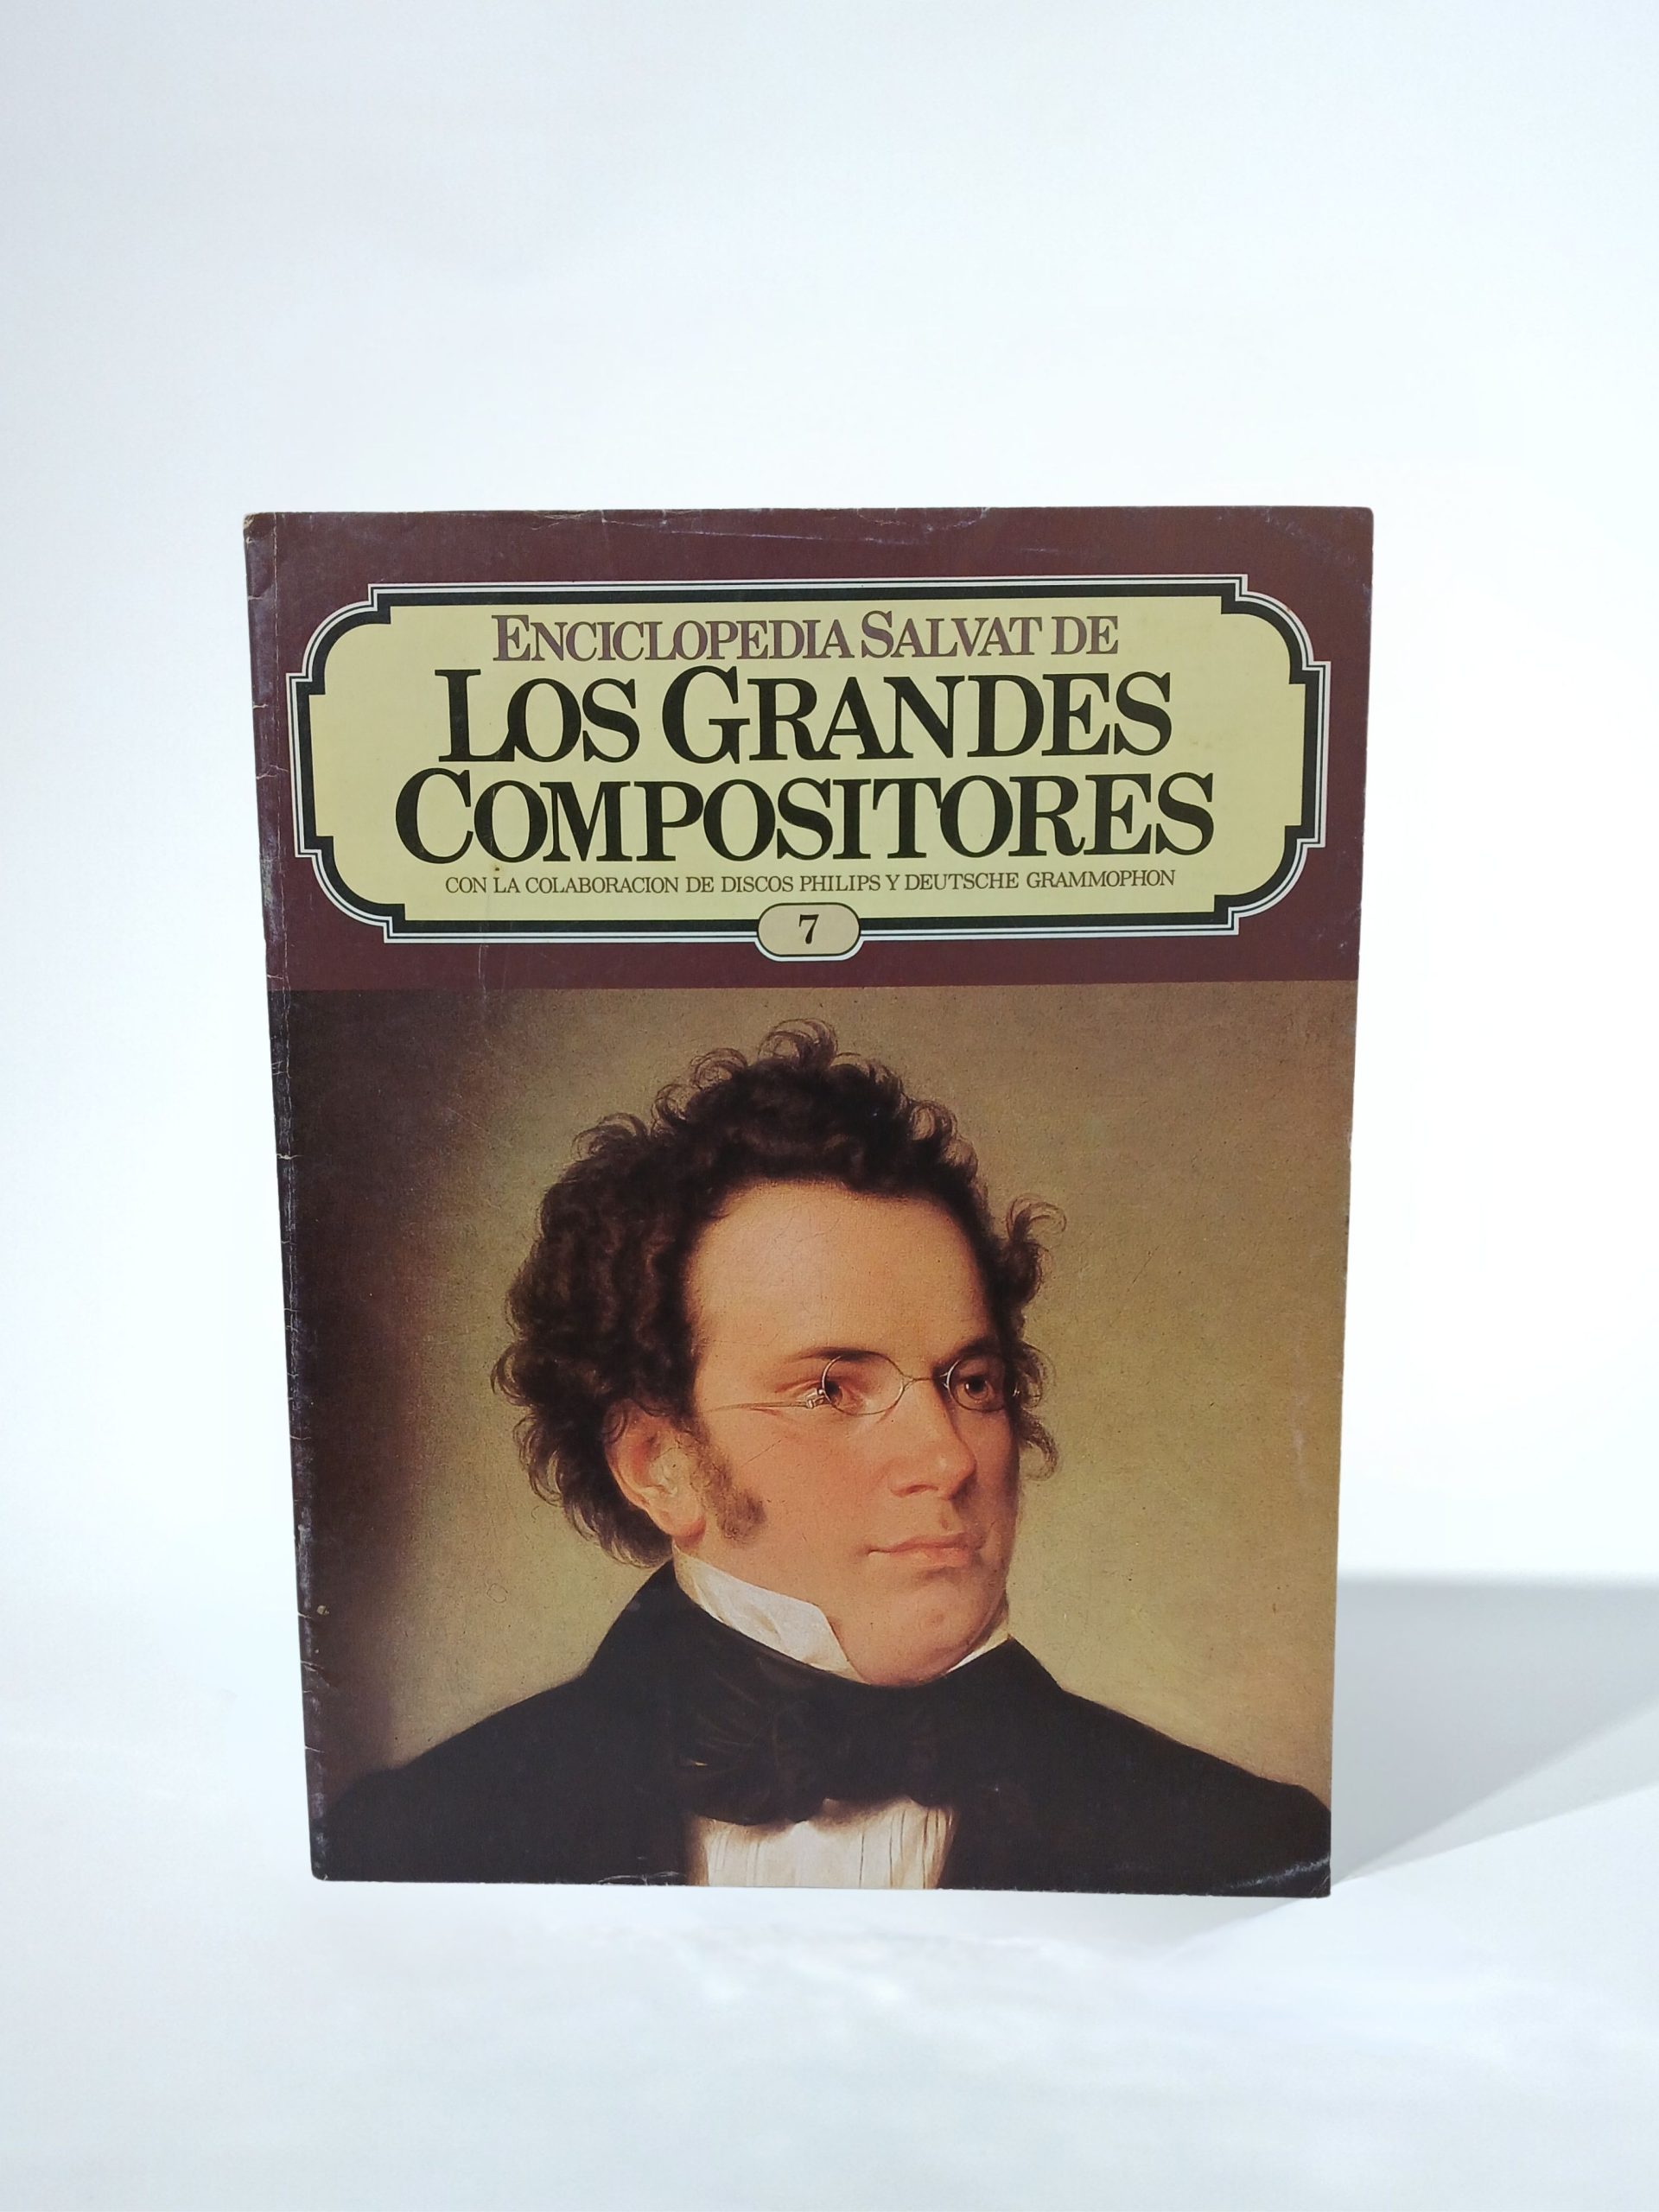 ENCICLOPEDIA SALVAT DE
LOS GRANDES
COMPOSITORES
CON LA COLABORACION DE DISCOS PHILIPS Y DEUTSCHE GRAMMOPHON
7